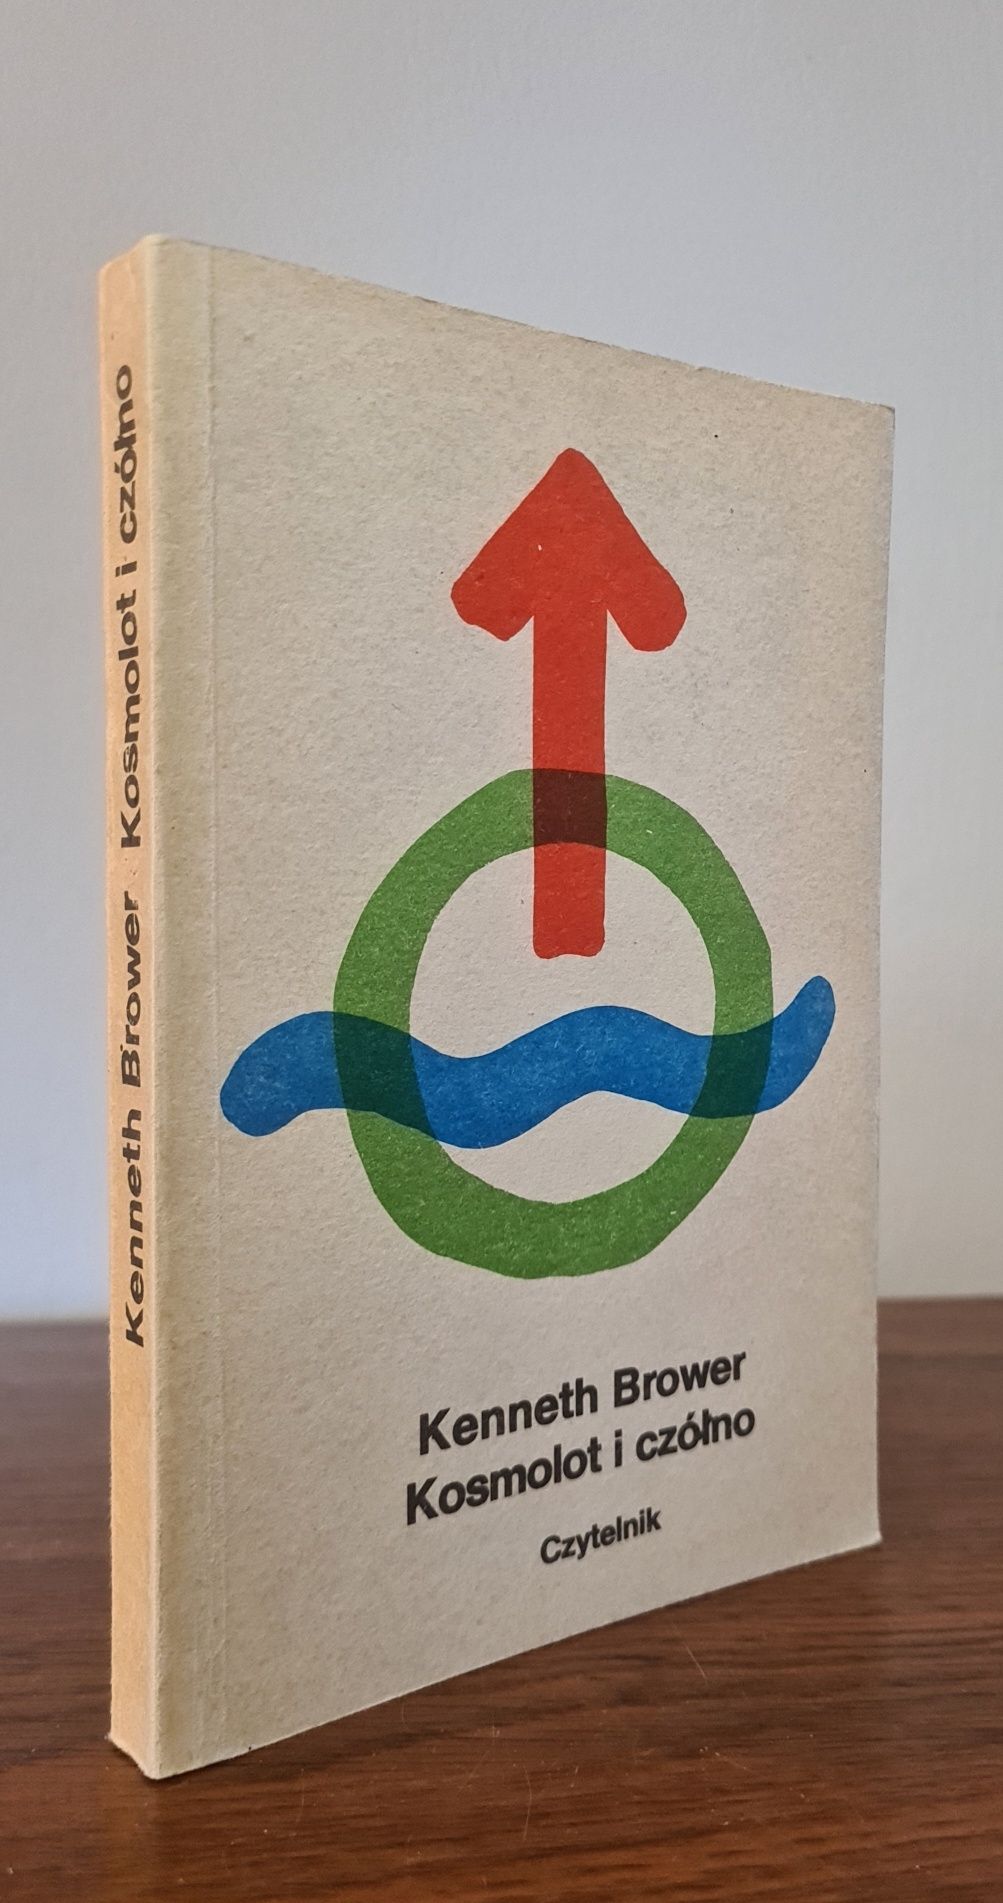 Kenneth Brower Kosmolot i czółno
Kenneth Brower
Kosmolot i czółno
Czytelnik